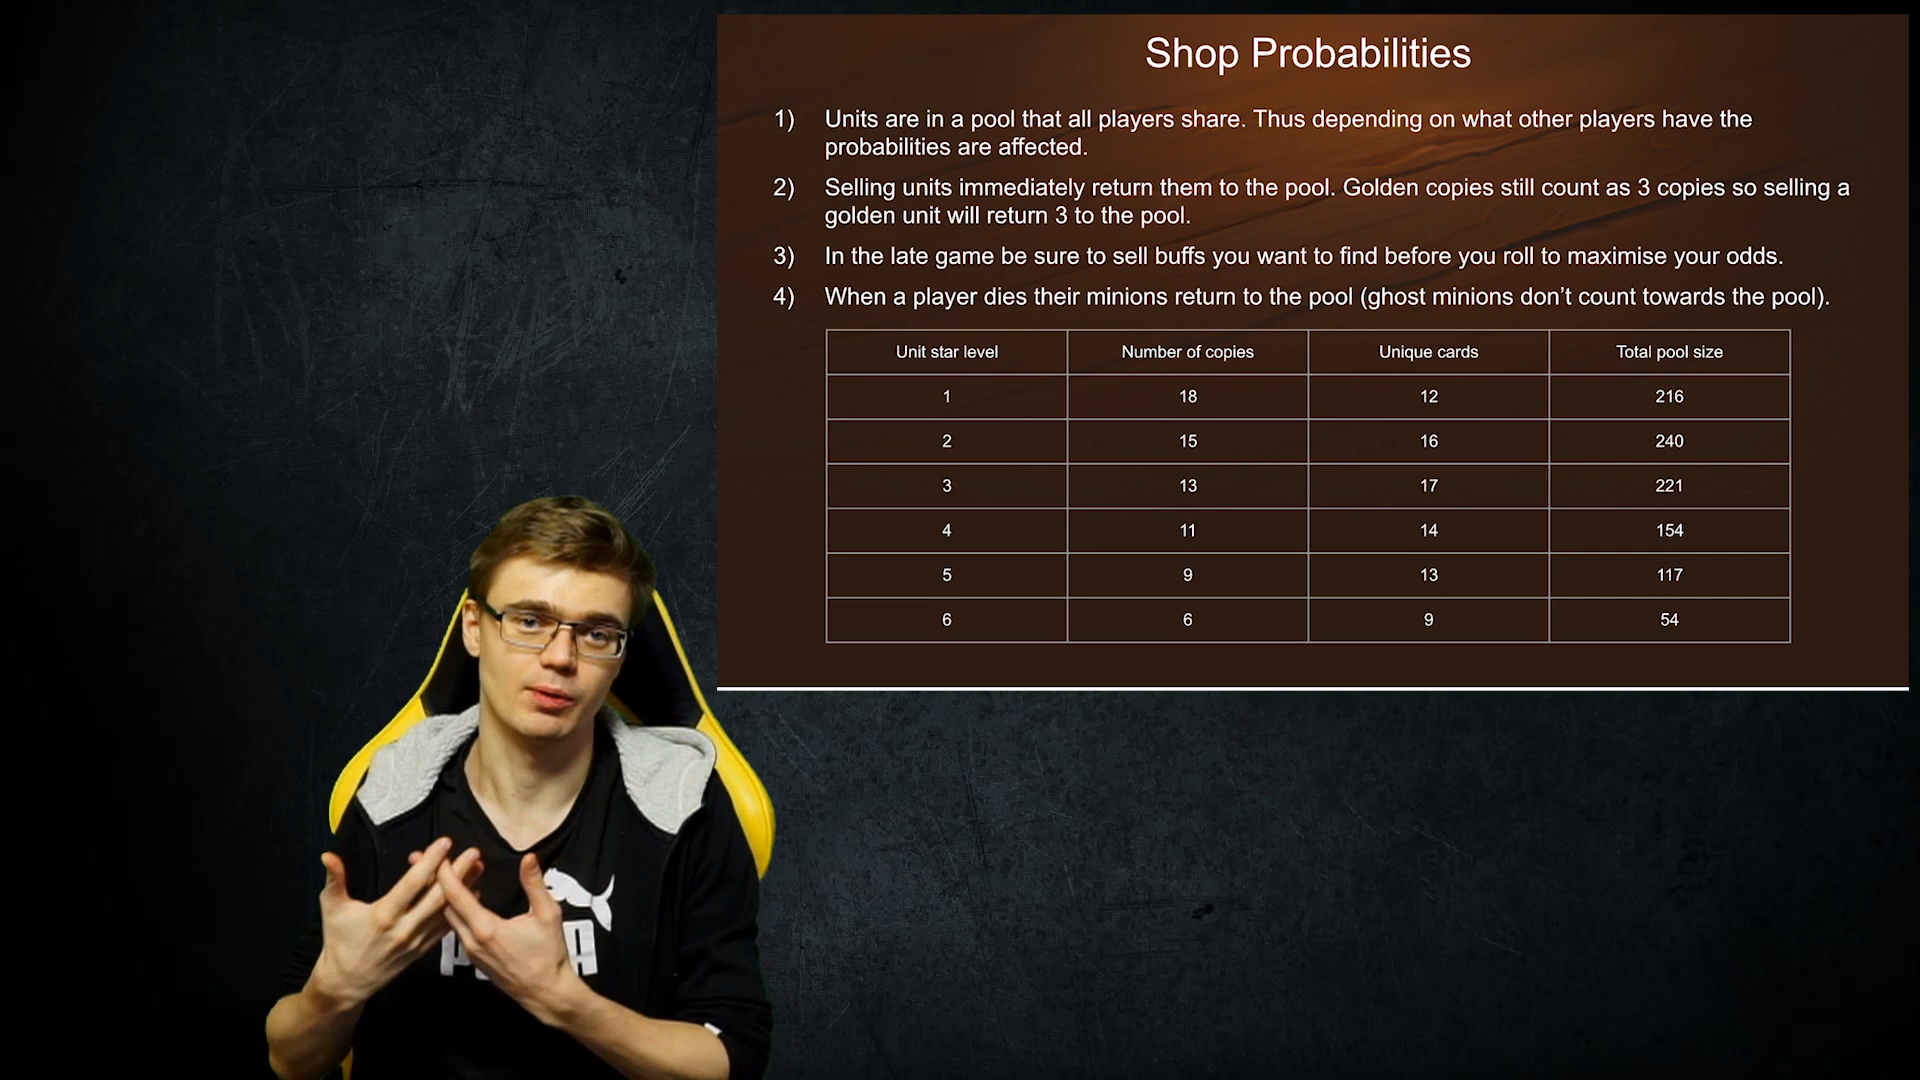 Shop Probabilities
1) Units are in a pool that all players share. Thus depending on what other players have the
probabilities are affected.
2) Selling units immediately return them to the pool. Golden copies still count as 3 copies so selling a
golden unit will return 3 to the pool.
3) In the late game be sure to sell buffs you want to find before you roll to maximise your odds.
4) When a player dies their minions return to the pool (ghost minions don’t count towards the pool).
Unit star level Number of copies Unique cards Total pool size
1 18 12 216
2 15 16 240
3 13 17 221
4 11 14 154
5 9 13 117
6 6 9 54